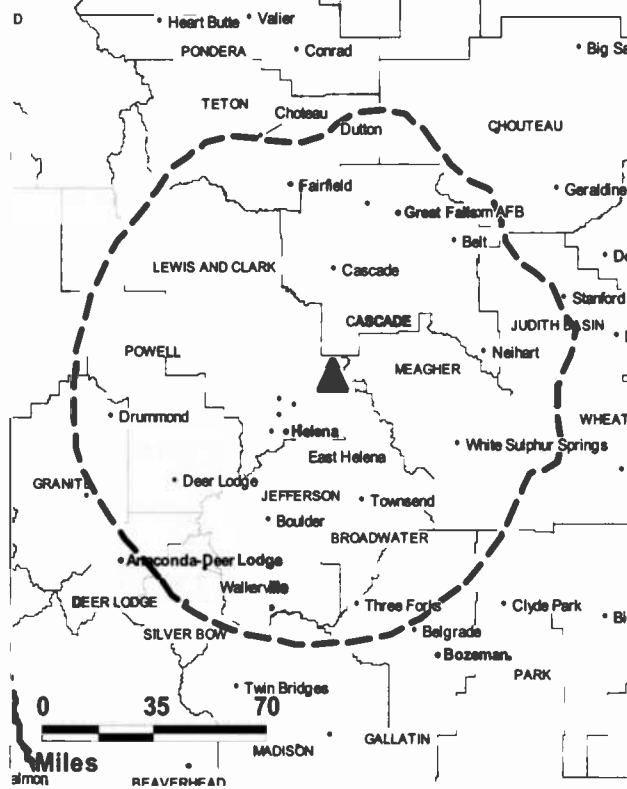 D
Heart Butte
Valier
PONDERA
Conrad
Big Sa
TETON
Choteau
Dutton
CHOUTEAU
Fairfield
Geraldine
Great Falls
AFB
Belt
LEWIS AND CLARK
Cascade
De
Stanford
CASCADE
JUDITH BASIN
POWELL
Neihart
MEAGHER
Drummond
WHEAT
Helena
White Sulphur Springs
East Helena
GRANITE
Deer Lodge
JEFFERSON
Townsend
Boulder
BROADWATER
Anaconda-Deer Lodge
Walkerville
DEER LODGE
Three Forks
Clyde Park
Bi
SILVER BOW
Belgrade
Bozeman
PARK
Twin Bridges
0 35 70
GALLATIN
MADISON
Miles
almon
BEAVERHEAD